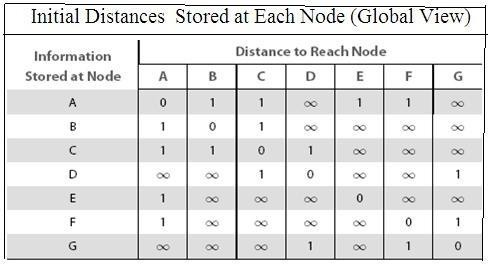 Initial Distances Stored at Each Node (Global View)
Information Stored at Node Distance to Reach Node
A B C D E F G
A 0 1 1 ∞ 1 1 ∞
B 1 0 1 ∞ ∞ ∞ ∞
C 1 1 0 1 ∞ ∞ ∞
D ∞ ∞ 1 0 ∞ ∞ 1
E 1 ∞ ∞ ∞ 0 ∞ ∞
F 1 ∞ ∞ ∞ ∞ 0 1
G ∞ ∞ ∞ 1 ∞ 1 0